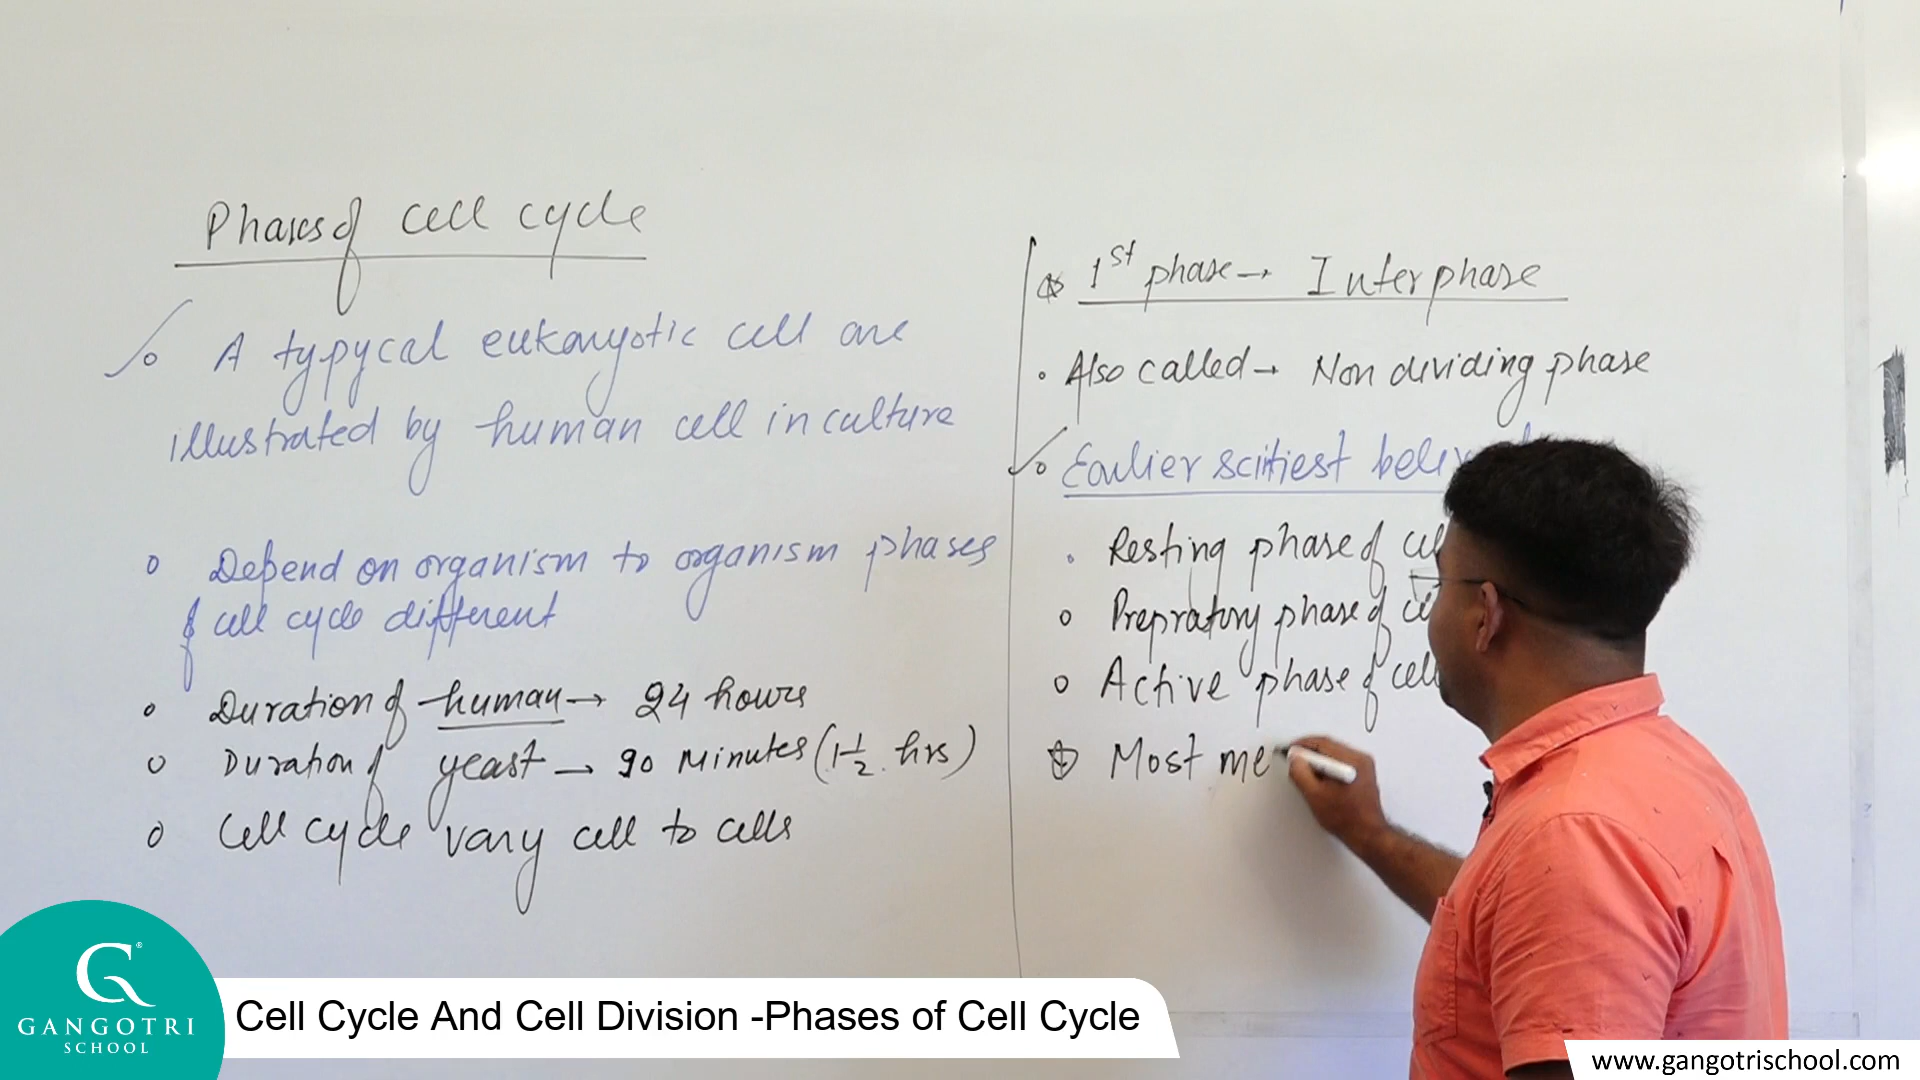 Phases of cell cycle
A typycal eukaryotic cell are
illustrated by human cell in culture
Depend on organism to organism phases
of cell cycle different
Duration of human → 24 hours
Duration of yeast → 90 Minutes (1 1/2 hrs)
Cell cycle vary cell to cells
1st phase → Interphase
Also called → Non dividing phase
Earlier scitiest
Resting phase of
Prepratory phase of
Active phase of cell
Most me
GANGOTRI
SCHOOL
Cell Cycle And Cell Division -Phases of Cell Cycle
www.gangotrischool.com